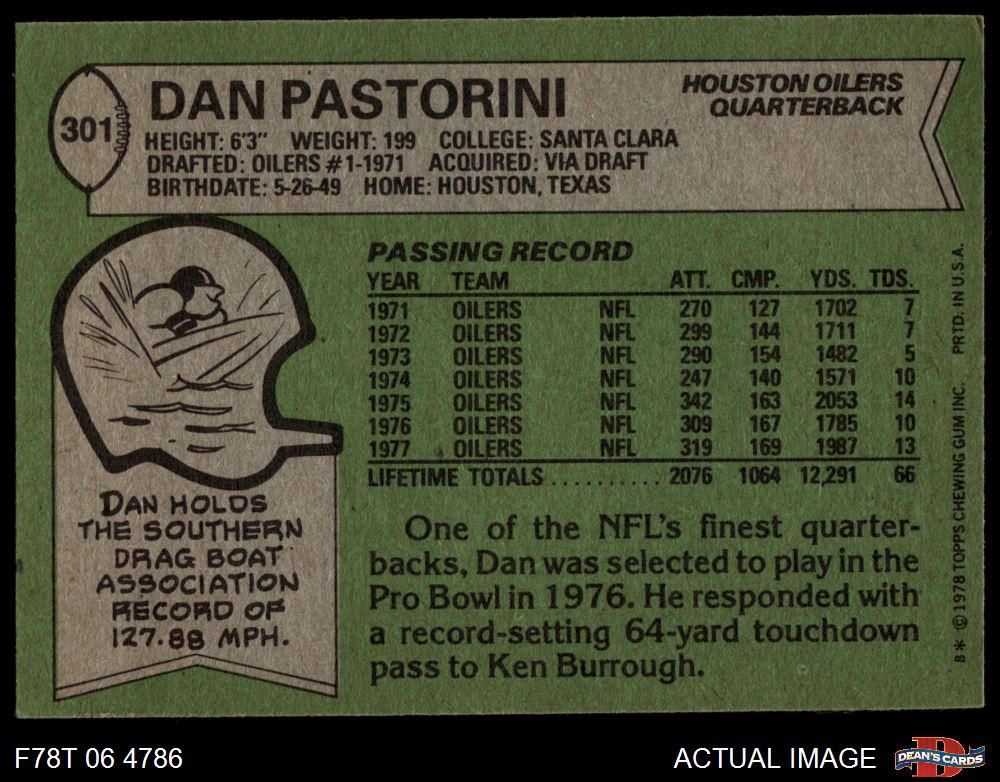 301
DAN PASTORINI
HOUSTON OILERS
QUARTERBACK
HEIGHT: 6'3" WEIGHT: 199 COLLEGE: SANTA CLARA
DRAFTED: OILERS #1-1971 ACQUIRED: VIA DRAFT
BIRTHDATE: 5-26-49 HOME: HOUSTON, TEXAS
PASSING RECORD
YEAR TEAM ATT. CMP. YDS. TDS.
1971 OILERS NFL 270 127 1702 7
1972 OILERS NFL 299 144 1711 7
1973 OILERS NFL 290 154 1482 5
1974 OILERS NFL 247 140 1571 10
1975 OILERS NFL 342 163 2053 14
1976 OILERS NFL 309 167 1785 10
1977 OILERS NFL 319 169 1987 13
LIFETIME TOTALS .......... 2076 1064 12,291 66
DAN HOLDS
THE SOUTHERN
DRAG BOAT
ASSOCIATION
RECORD OF
127.88 MPH.
One of the NFL's finest quarter-
backs, Dan was selected to play in the
Pro Bowl in 1976. He responded with
a record-setting 64-yard touchdown
pass to Ken Burrough.
8* © 1978 TOPPS CHEWING GUM INC. PRTD. IN U.S.A.
F78T 06 4786
ACTUAL IMAGE
D
DEAN'S CARDS